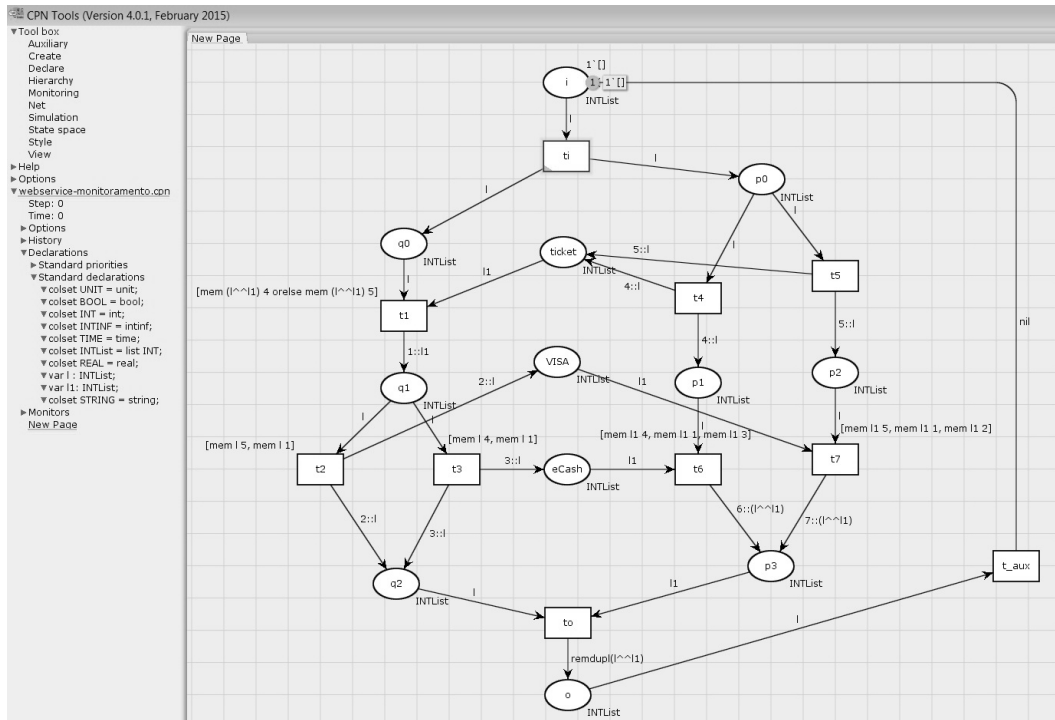 CPN Tools (Version 4.0.1, February 2015)
▼Tool box
Auxiliary
Create
Declare
Hierarchy
Monitoring
Net
Simulation
State space
Style
View
▶Help
▶Options
▼webservice-monitoramento.cpn
Step: 0
Time: 0
▶Options
▶History
▼Declarations
▶Standard priorities
▼Standard declarations
▼colset UNIT = unit;
▼colset BOOL = bool;
▼colset INT = int;
▼colset INTINF = intinf;
▼colset TIME = time;
▼colset INTList = list INT;
▼colset REAL = real;
▼var l : INTList;
▼var l1: INTList;
▼colset STRING = string;
▶Monitors
New Page
New Page
1`[]
i
1
1`[]
INTList
l
ti
l
l
p0
INTList
q0
INTList
ticket
INTList
5::l
l
l
t5
l
l1
4::l
t4
[mem (l^^l1) 4 orelse mem (l^^l1) 5]
t1
4::l
5::l
nil
1::l1
VISA
INTList
l1
2::l
q1
INTList
p1
INTList
p2
INTList
l
l
l
l
[mem l 5, mem l 1]
[mem l 4, mem l 1]
[mem l1 4, mem l1 1, mem l1 3]
[mem l1 5, mem l1 1, mem l1 2]
t2
t3
3::l
eCash
INTList
l1
t6
t7
2::l
3::l
6::(l^^l1)
7::(l^^l1)
q2
INTList
p3
INTList
t_aux
l
l1
to
l
remdupl(l^^l1)
o
INTList